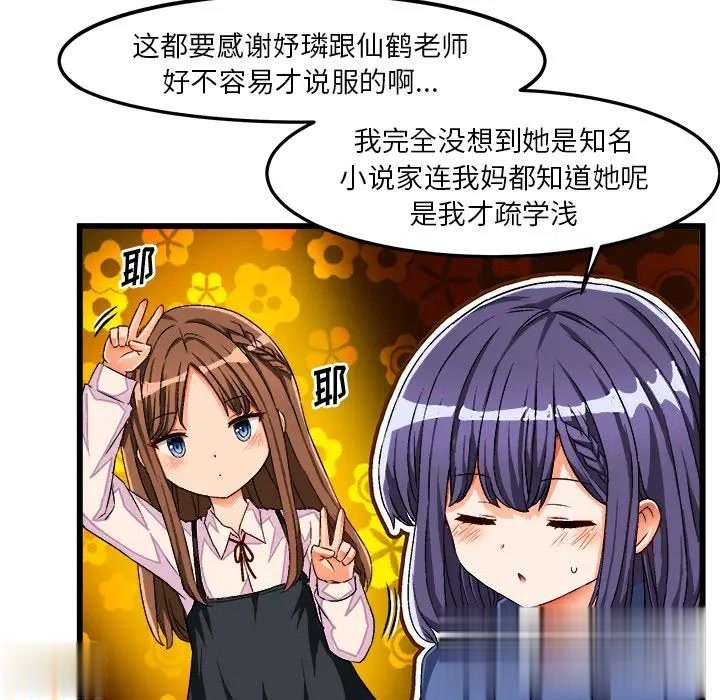 这都要感谢妤璘跟仙鹤老师
好不容易才说服的啊...
我完全没想到她是知名
小说家连我妈都知道她呢
是我才疏学浅
耶
耶